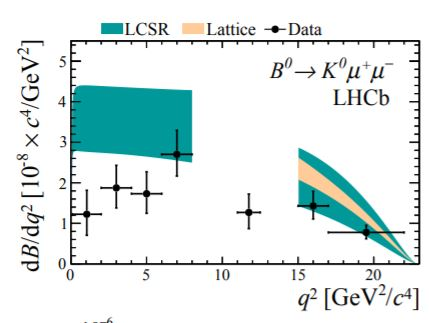 LCSR Lattice Data
B⁰→ K⁰μ⁺μ⁻
LHCb
dB/dq² [10⁻⁸ × c⁴/GeV²]
5
4
3
2
1
0
0 5 10 15 20
q² [GeV²/c⁴]